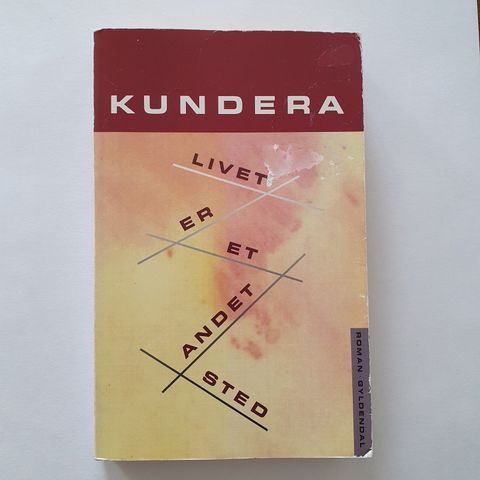 KUNDERA
LIVET
ER
ET
ANDET
STED
ROMAN · GYLDENDAL